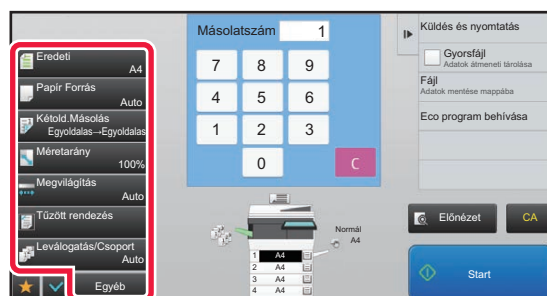 Eredeti
A4
Papír Forrás
Auto
Kétold.Másolás
Egyoldalas→Egyoldalas
Méretarány
100%
Megvilágítás
Auto
Tűzött rendezés
Leválogatás/Csoport
Auto
Egyéb
Másolatszám 1
7 8 9
4 5 6
1 2 3
0 C
Normál
A4
1 A4
2 A4
3 A4
4 A4
Küldés és nyomtatás
Gyorsfájl
Adatok átmeneti tárolása
Fájl
Adatok mentése mappába
Eco program behívása
Előnézet CA
Start